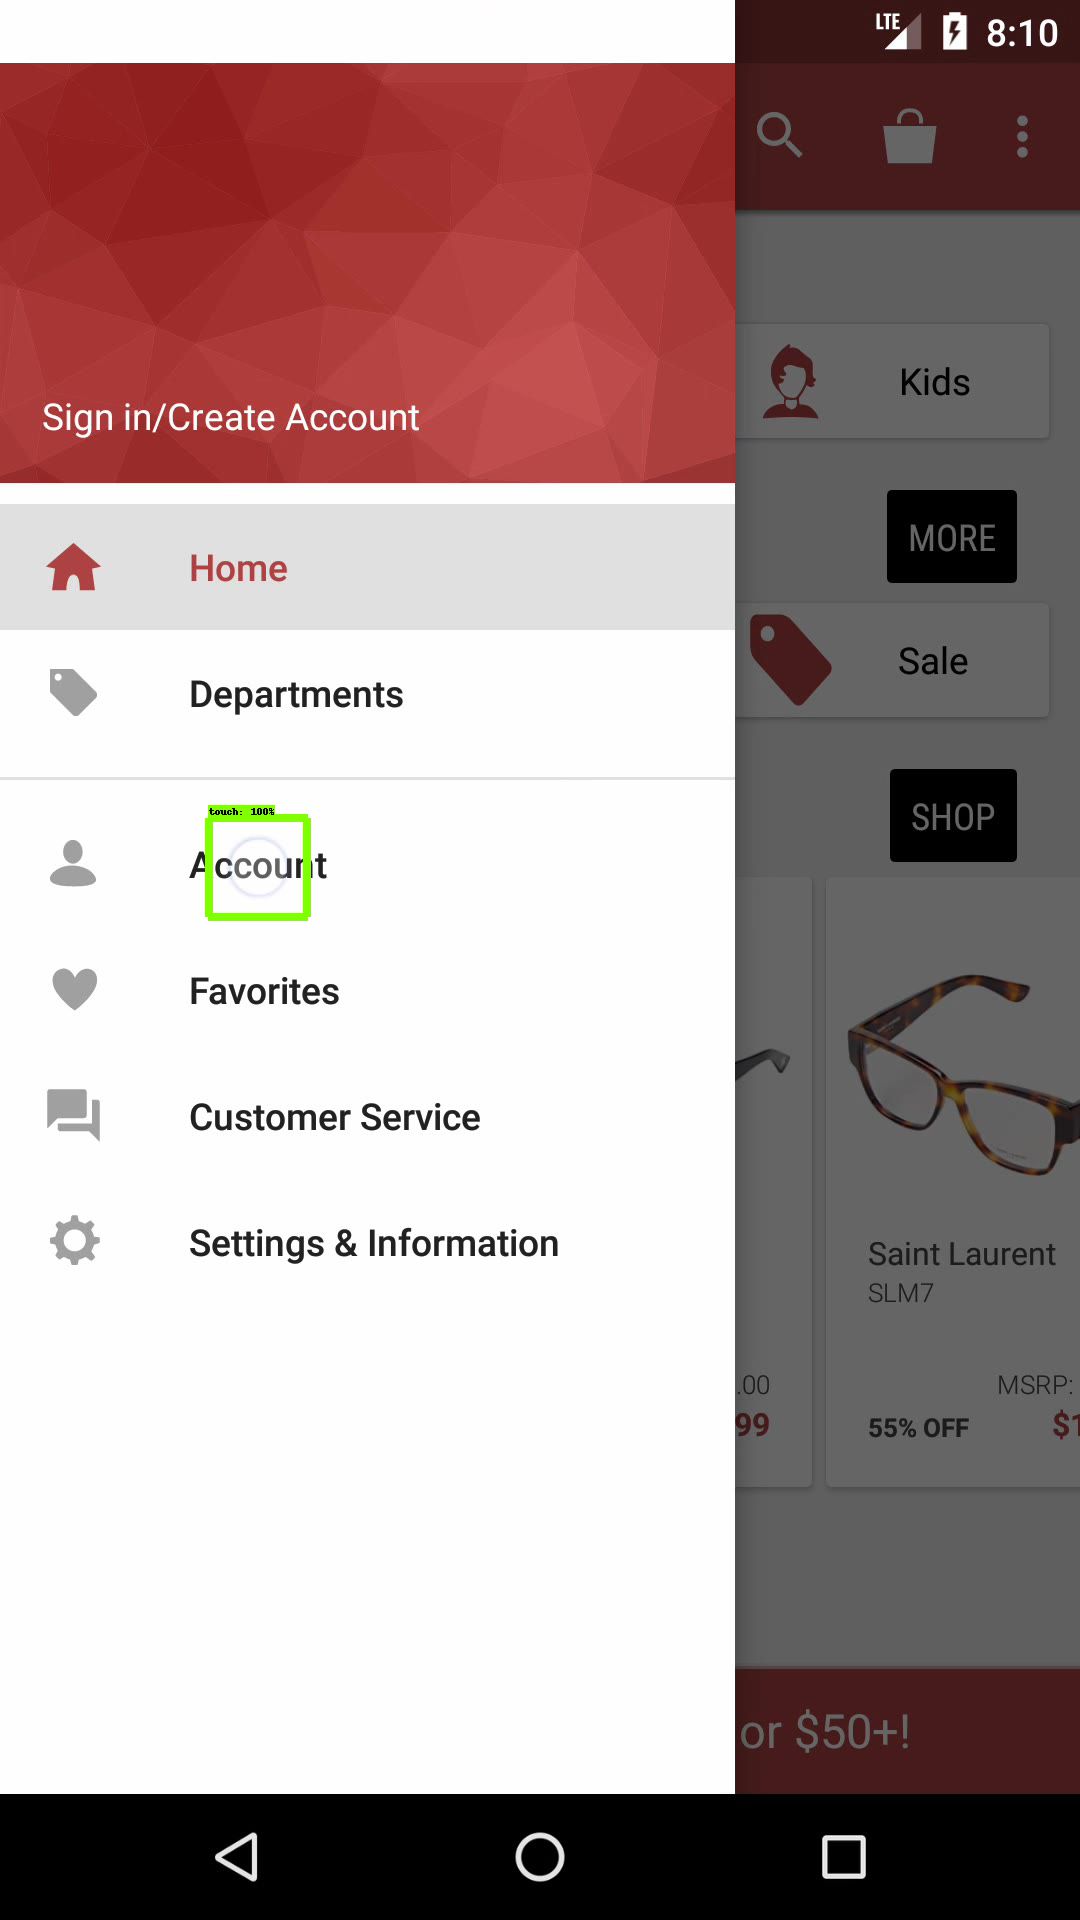 LTE 8:10
Sign in/Create Account
Kids
MORE
Home
Sale
Departments
SHOP
touch: 100%
Account
Favorites
Customer Service
Settings & Information
Saint Laurent
SLM7
.00
MSRP:
99
55% OFF
$1
or $50+!